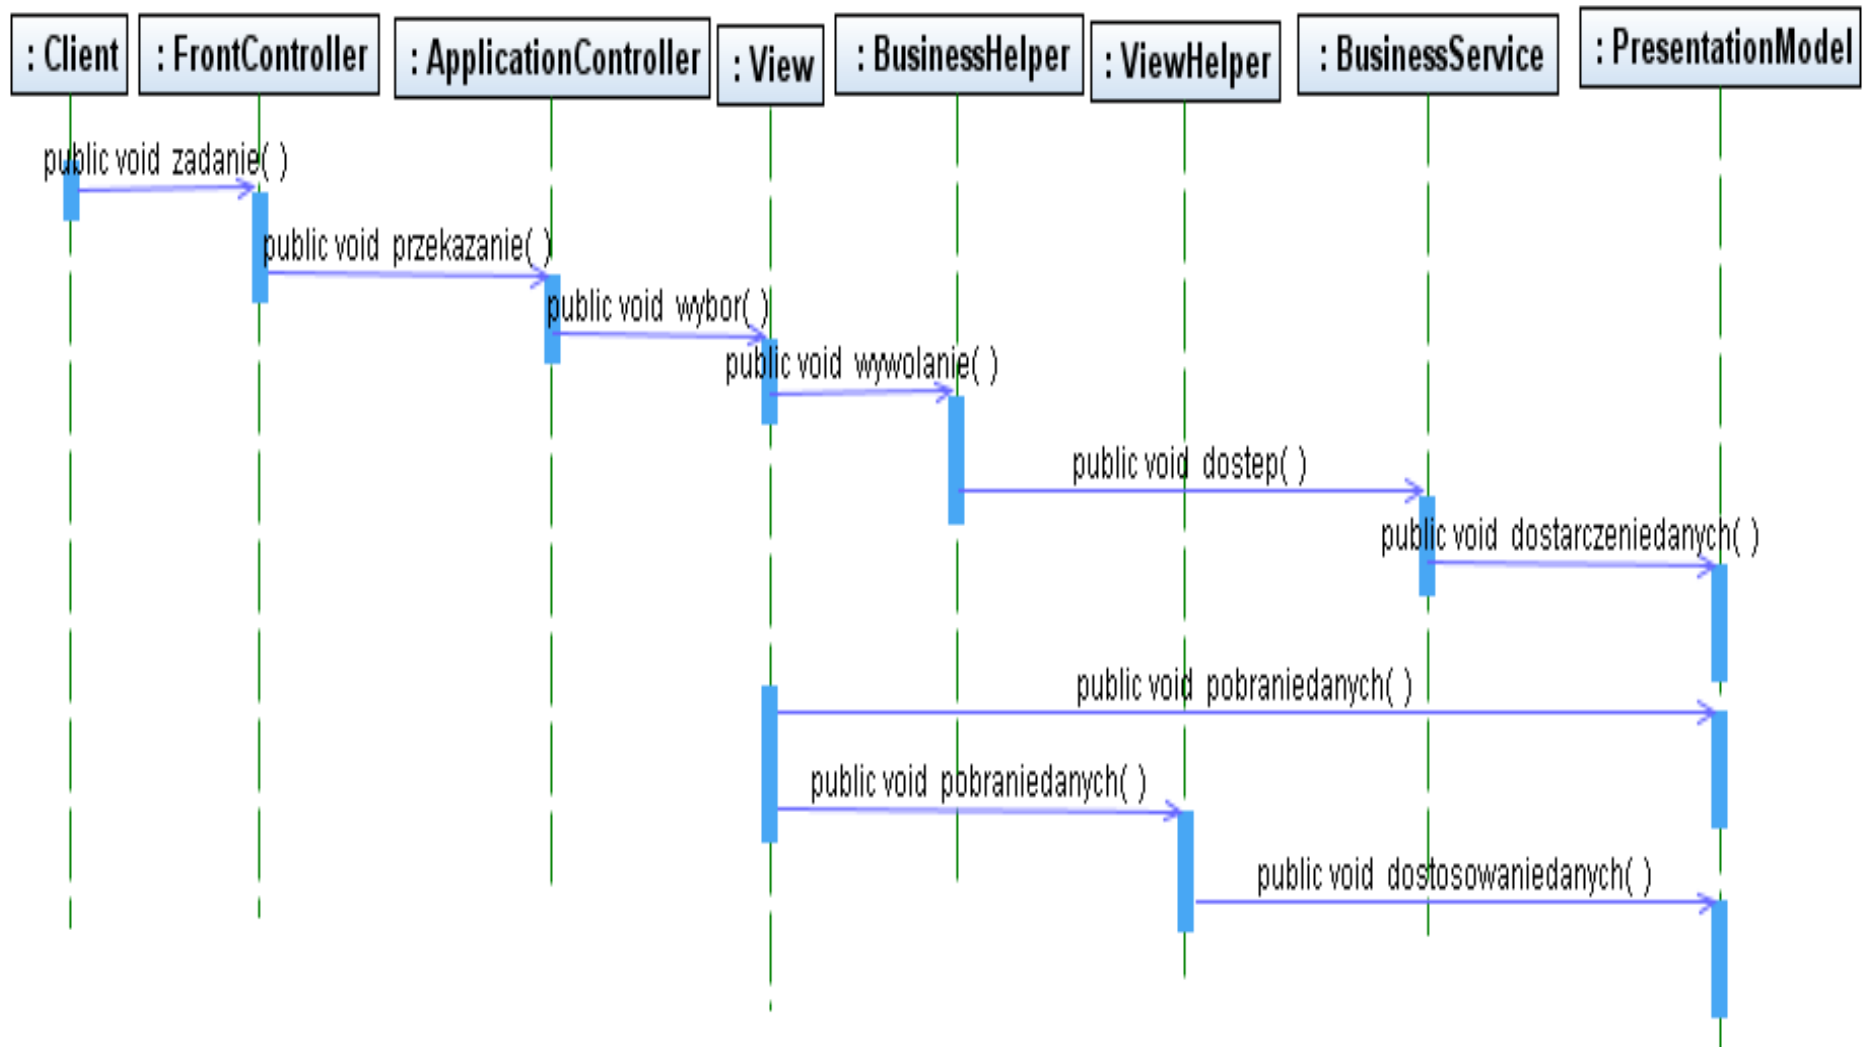 : Client
: FrontController
: ApplicationController
: View
: BusinessHelper
: ViewHelper
: BusinessService
: PresentationModel
public void zadanie( )
public void przekazanie( )
public void wybor( )
public void wywolanie( )
public void dostep( )
public void dostarczeniedanych( )
public void pobraniedanych( )
public void pobraniedanych( )
public void dostosowaniedanych( )